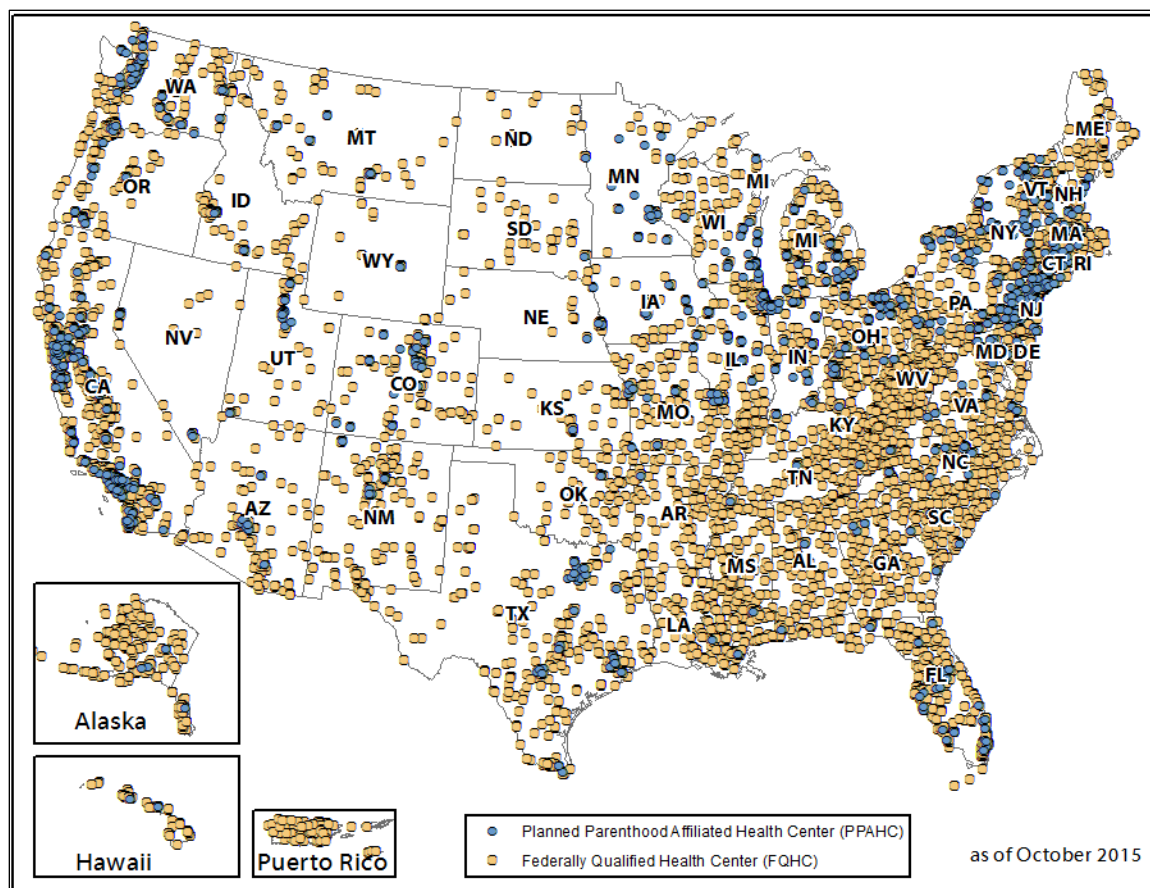 WA
MT
ND
ME
OR
ID
MN
MI
VT
NH
SD
WI
MI
NY
MA
WY
CT RI
IA
PA
NJ
NE
NV
OH
UT
IL
IN
MD DE
CA
CO
WV
KS
MO
VA
KY
NC
TN
OK
AZ
NM
AR
SC
MS
AL
GA
TX
LA
FL
Alaska
Hawaii
Puerto Rico
Planned Parenthood Affiliated Health Center (PPAHC)
Federally Qualified Health Center (FQHC)
as of October 2015